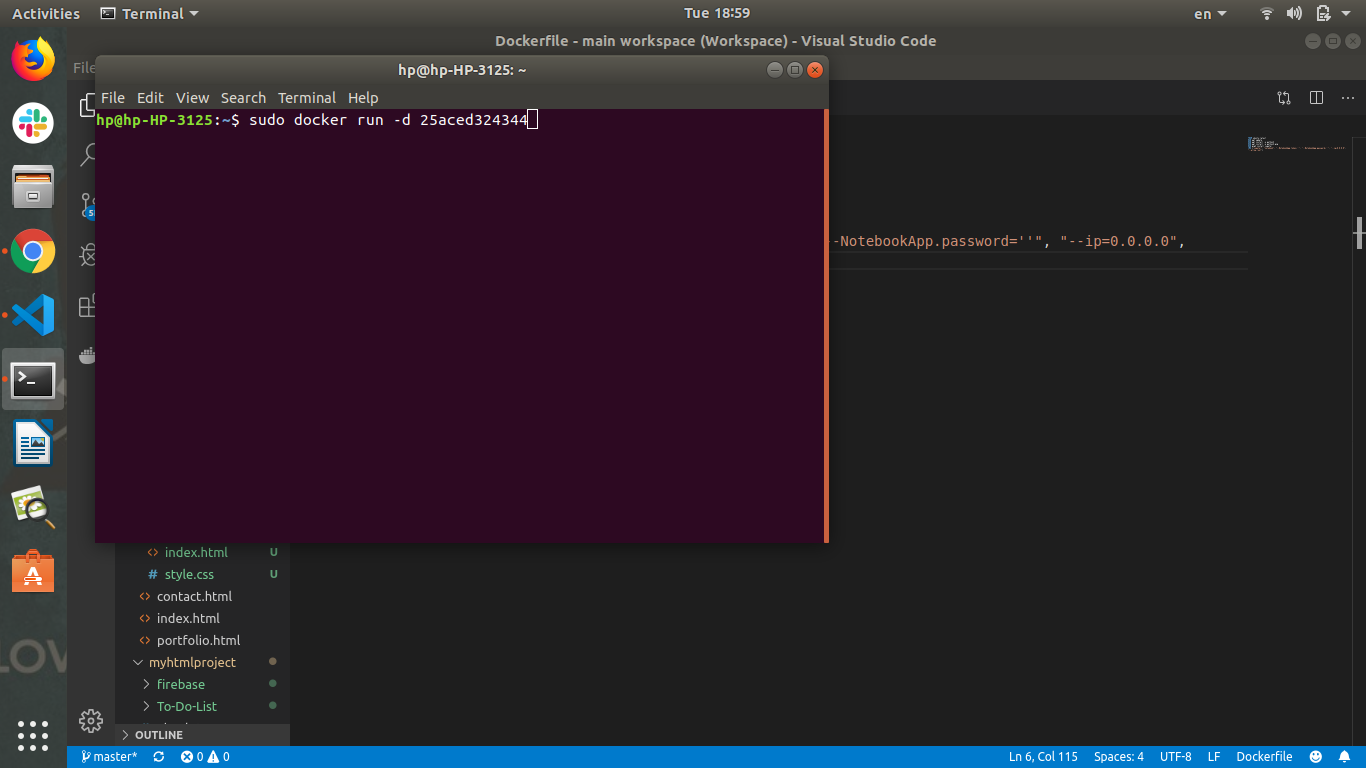 Activities Terminal Tue 18:59 en
Dockerfile - main workspace (Workspace) - Visual Studio Code
File
hp@hp-HP-3125: ~
File Edit View Search Terminal Help
hp@hp-HP-3125:~$ sudo docker run -d 25aced324344
-NotebookApp.password=''", "--ip=0.0.0.0",
index.html U
# style.css U
contact.html
index.html
portfolio.html
myhtmlproject
firebase
To-Do-List
OUTLINE
master* 0 0 Ln 6, Col 115 Spaces: 4 UTF-8 LF Dockerfile